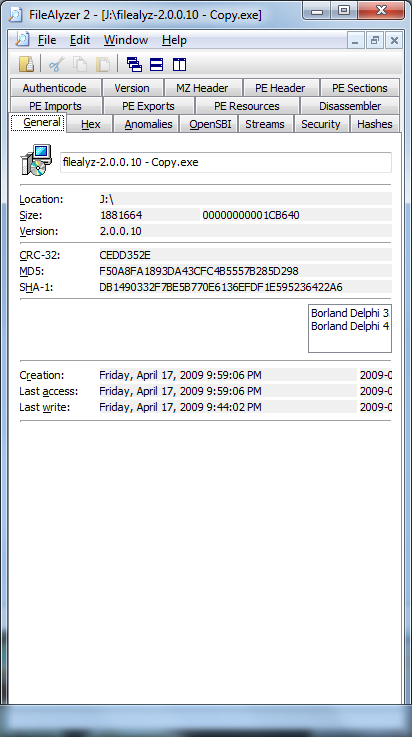 FileAlyzer 2 - [J:\filealyz-2.0.0.10 - Copy.exe]
File Edit Window Help
Authenticode Version MZ Header PE Header PE Sections
PE Imports PE Exports PE Resources Disassembler
General Hex Anomalies OpenSBI Streams Security Hashes
filealyz-2.0.0.10 - Copy.exe
Location: J:\
Size: 1881664 00000000001CB640
Version: 2.0.0.10
CRC-32: CEDD352E
MD5: F50A8FA1893DA43CFC4B5557B285D298
SHA-1: DB1490332F7BE5B770E6136EFDF1E595236422A6
Borland Delphi 3
Borland Delphi 4
Creation: Friday, April 17, 2009 9:59:06 PM 2009-0
Last access: Friday, April 17, 2009 9:59:06 PM 2009-0
Last write: Friday, April 17, 2009 9:44:02 PM 2009-0